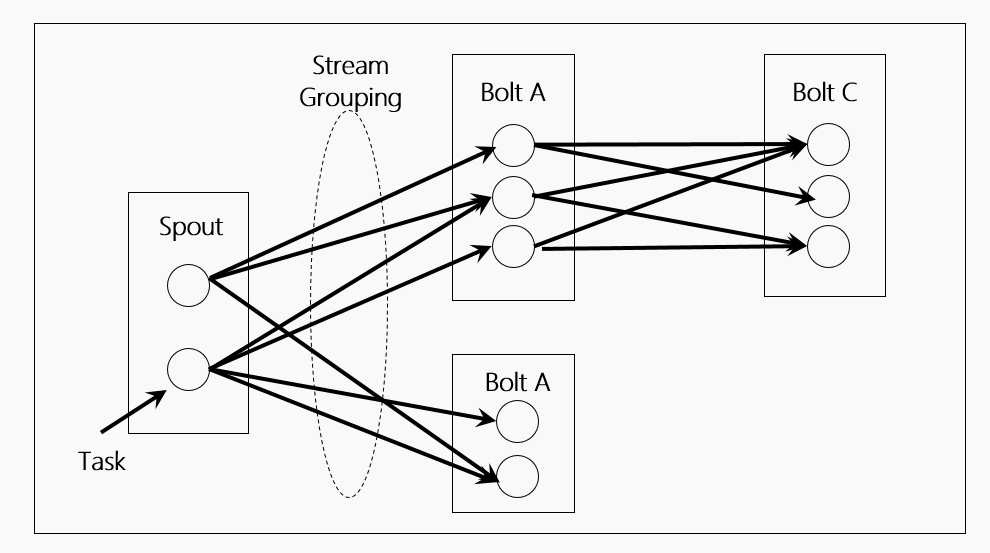 Stream
Grouping
Bolt A
Bolt C
Spout
Bolt A
Task